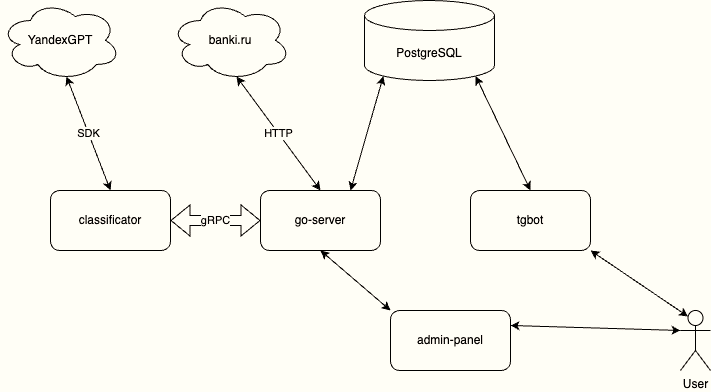 YandexGPT
banki.ru
PostgreSQL
SDK
HTTP
classificator
gRPC
go-server
tgbot
admin-panel
User